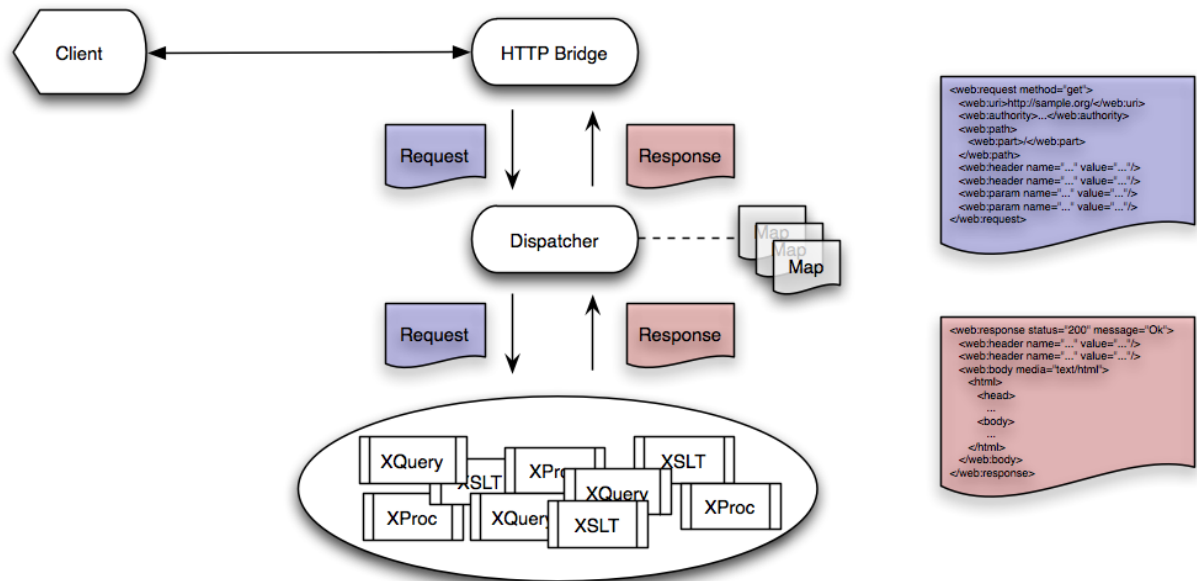 Client
HTTP Bridge
Request
Response
Dispatcher
Map
Map
Map
Request
Response
XQuery
XSLT
XProc
XQuery
XSLT
XProc
XQuery
XSLT
XProc
<web:request method="get">
<web:uri>http://sample.org/</web:uri>
<web:authority>...</web:authority>
<web:path>
<web:part>/</web:part>
</web:path>
<web:header name="..." value="..."/>
<web:header name="..." value="..."/>
<web:param name="..." value="..."/>
<web:param name="..." value="..."/>
</web:request>
<web:response status="200" message="Ok">
<web:header name="..." value="..."/>
<web:header name="..." value="..."/>
<web:body media="text/html">
<html>
<head>
...
<body>
...
</html>
</web:body>
</web:response>